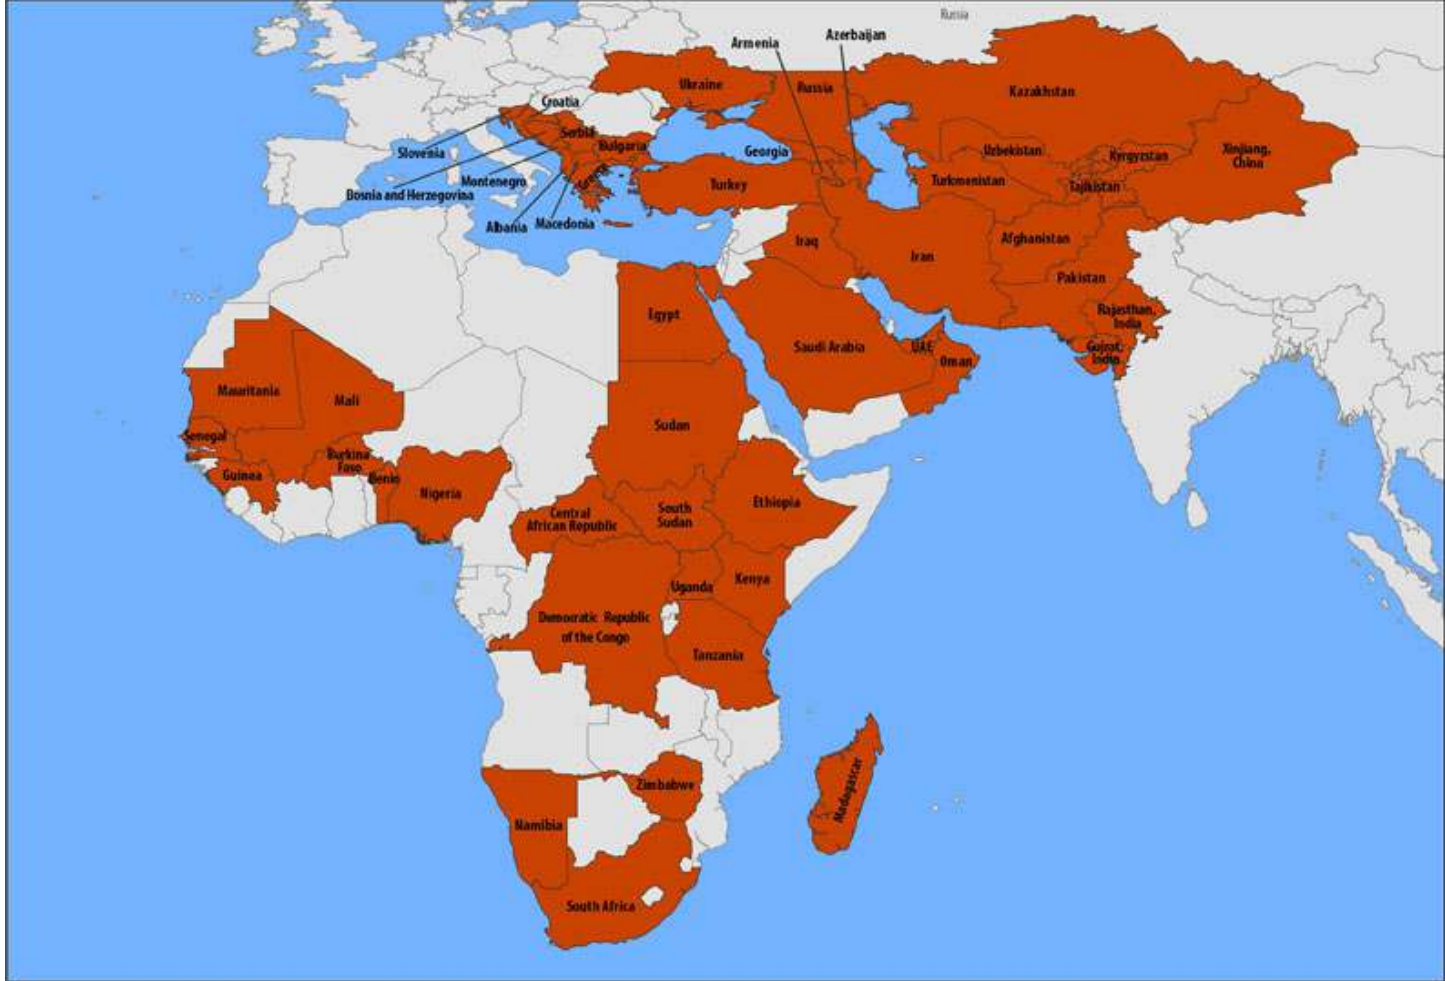 Russia
Azerbaijan
Armenia
Ukraine
Russia
Kazakhstan
Croatia
Serbia
Bulgaria
Slovenia
Georgia
Uzbekistan
Kyrgyzstan
Xinjiang,
China
Bosnia and Herzegovina
Montenegro
Greece
Turkey
Turkmenistan
Tajikistan
Albania
Macedonia
Iraq
Iran
Afghanistan
Pakistan
Egypt
Saudi Arabia
UAE
Oman
Rajasthan,
India
Gujrat,
India
Mauritania
Mali
Senegal
Sudan
Burkina
Faso
Guinea
Benin
Nigeria
Central
African Republic
South
Sudan
Ethiopia
Uganda
Kenya
Democratic Republic
of the Congo
Tanzania
Zimbabwe
Madagascar
Namibia
South Africa